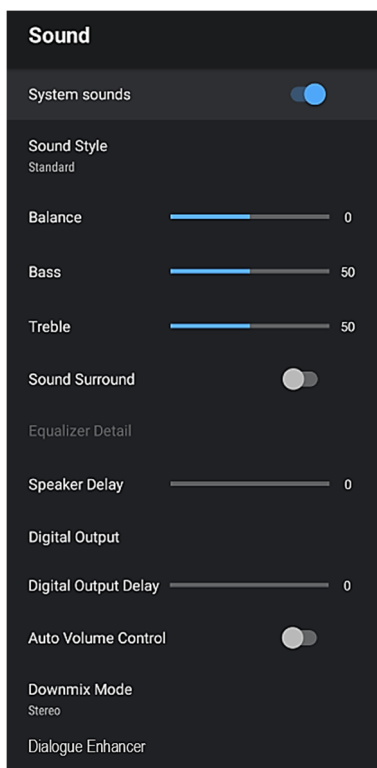 Sound
System sounds
Sound Style
Standard
Balance 0
Bass 50
Treble 50
Sound Surround
Equalizer Detail
Speaker Delay 0
Digital Output
Digital Output Delay 0
Auto Volume Control
Downmix Mode
Stereo
Dialogue Enhancer